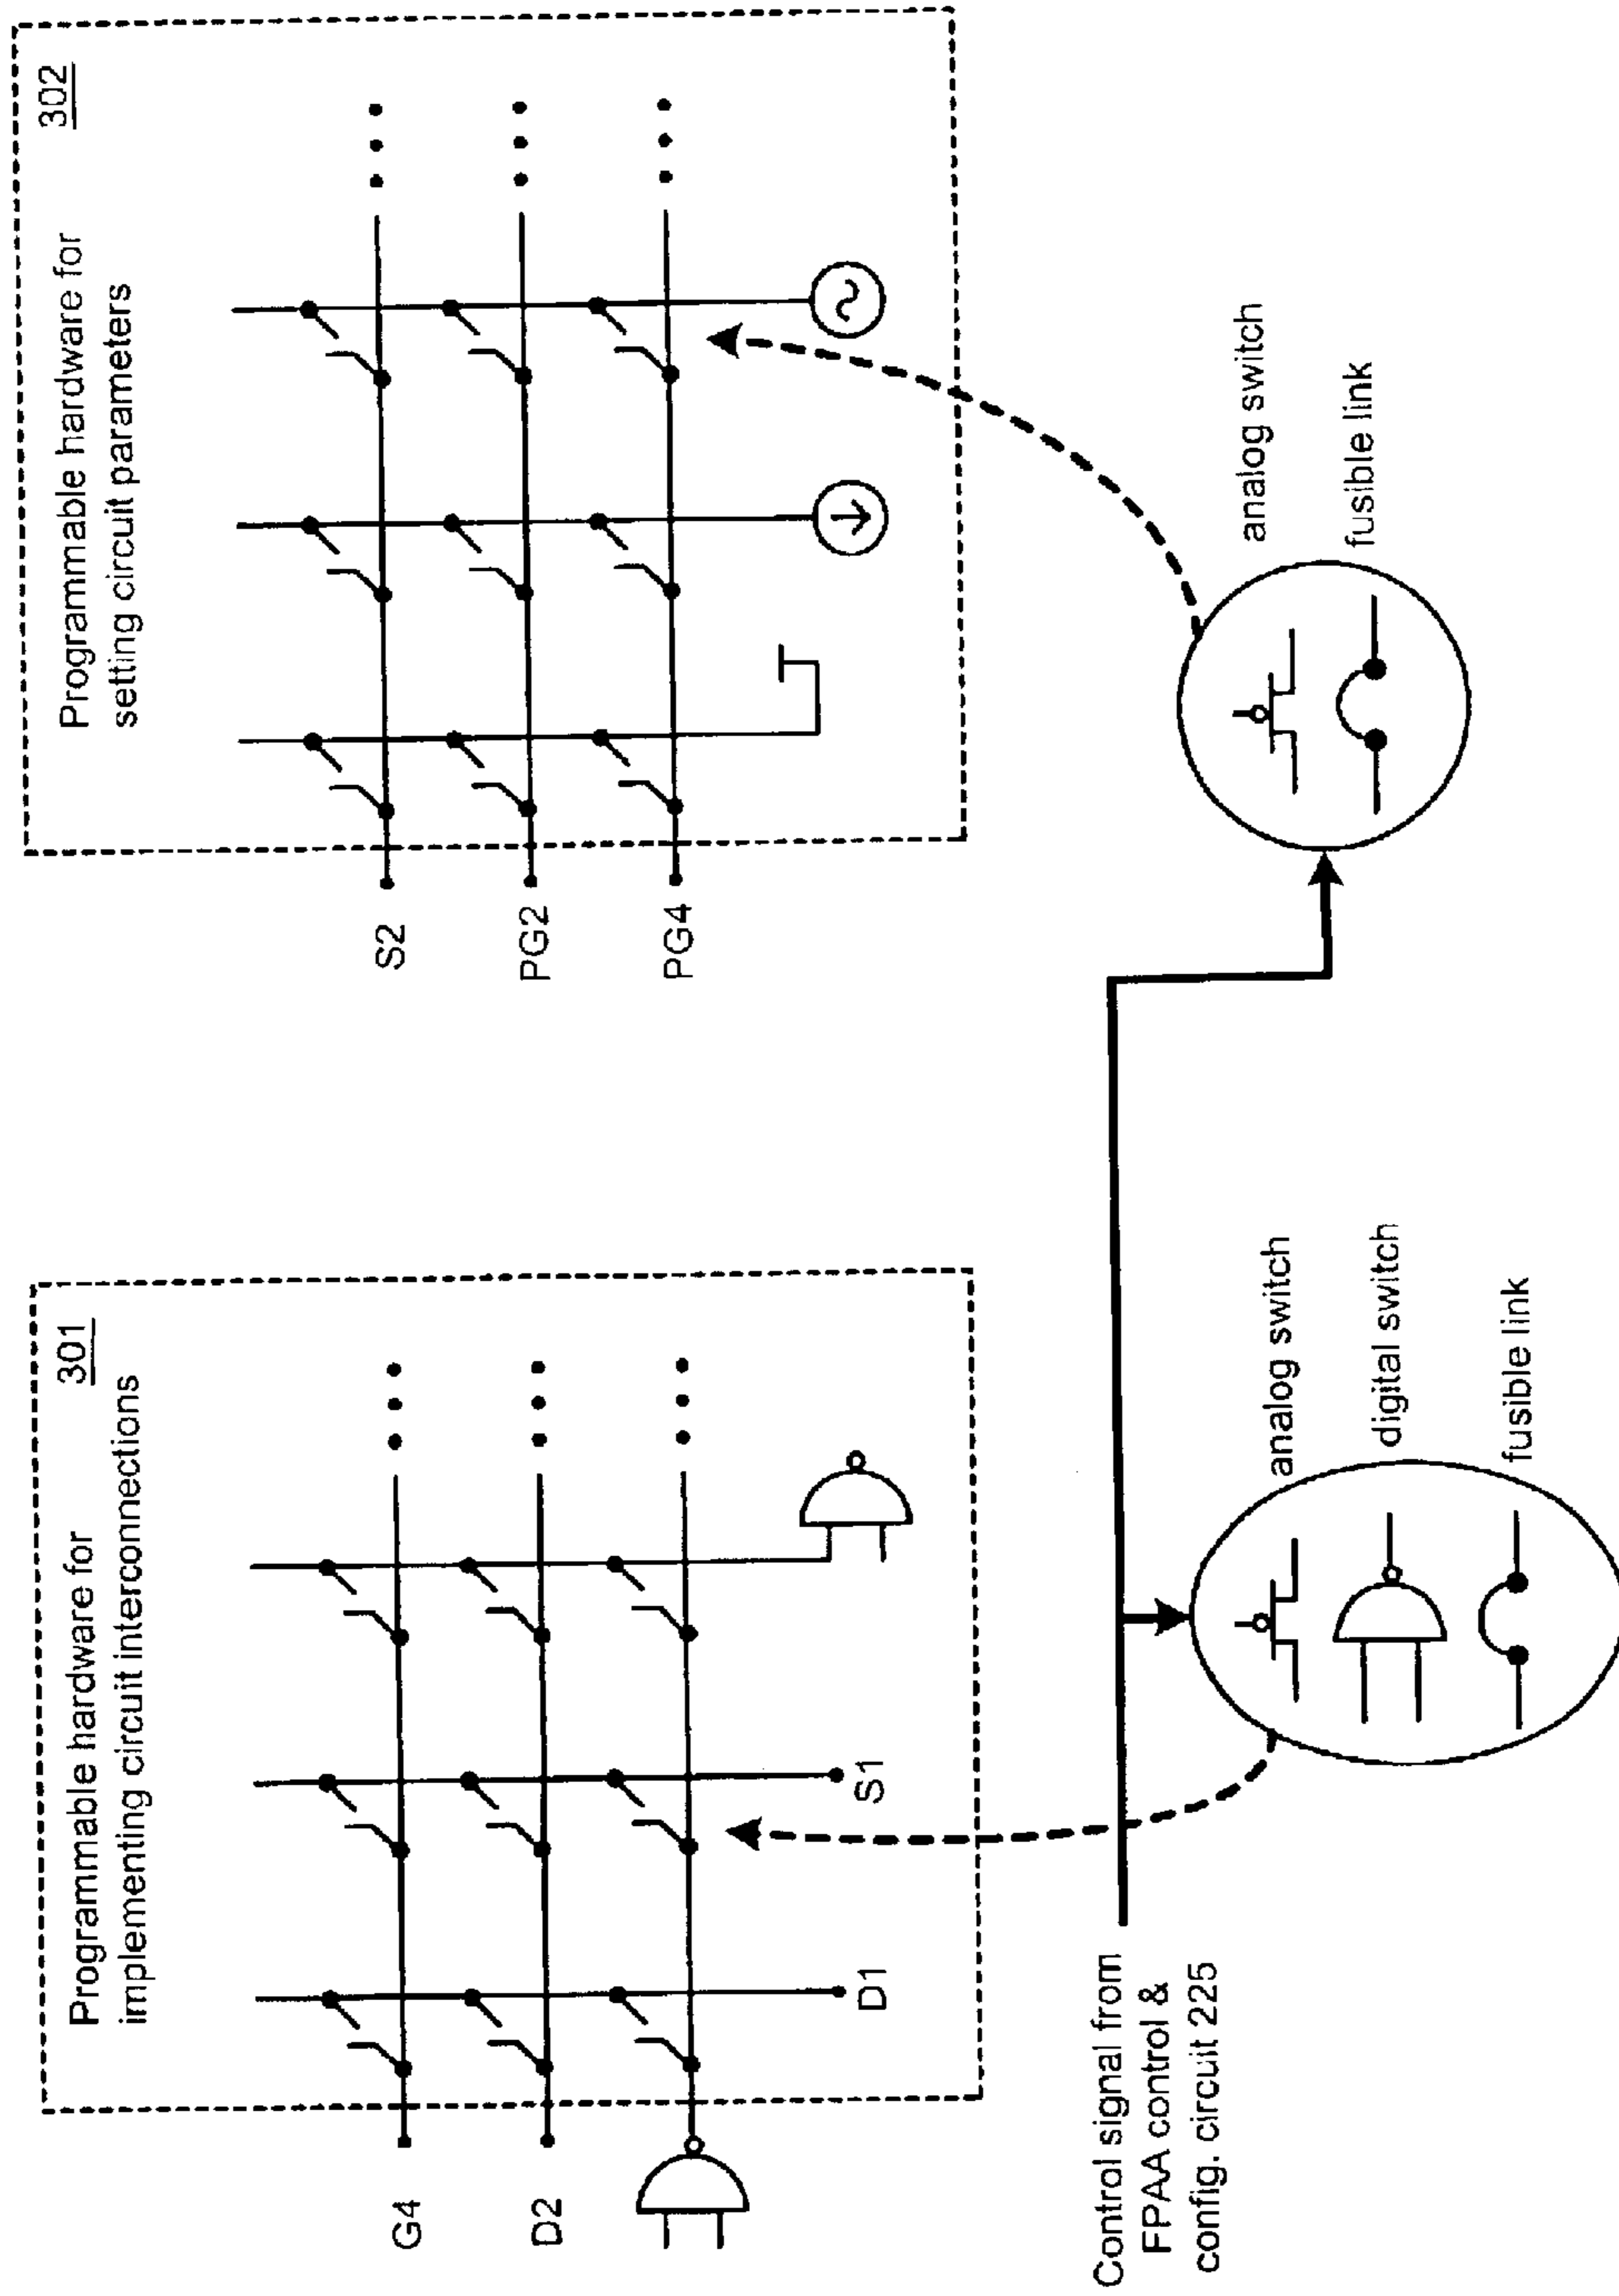 Programmable hardware for 301
implementing circuit interconnections
G4
D2
D1
S1
Programmable hardware for 302
setting circuit parameters
S2
PG2
PG4
Control signal from
FPAA control &
config. circuit 225
analog switch
digital switch
fusible link
analog switch
fusible link